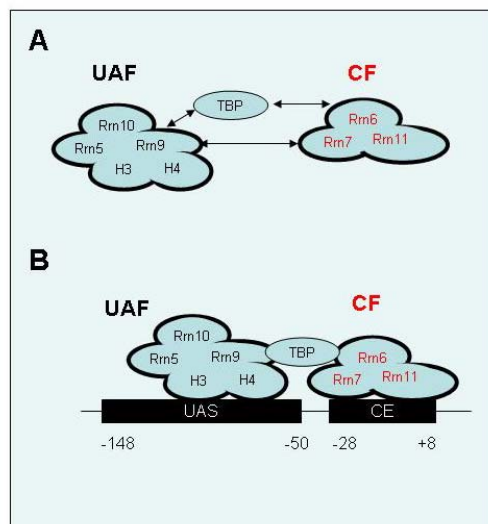 A
UAF
CF
TBP
Rrn10
Rrn6
Rrn5
Rrn9
Rrn7
Rrn11
H3
H4
B
UAF
CF
Rrn10
Rrn5
Rrn9
TBP
Rrn6
Rrn7
Rrn11
H3
H4
UAS
CE
-148
-50
-28
+8